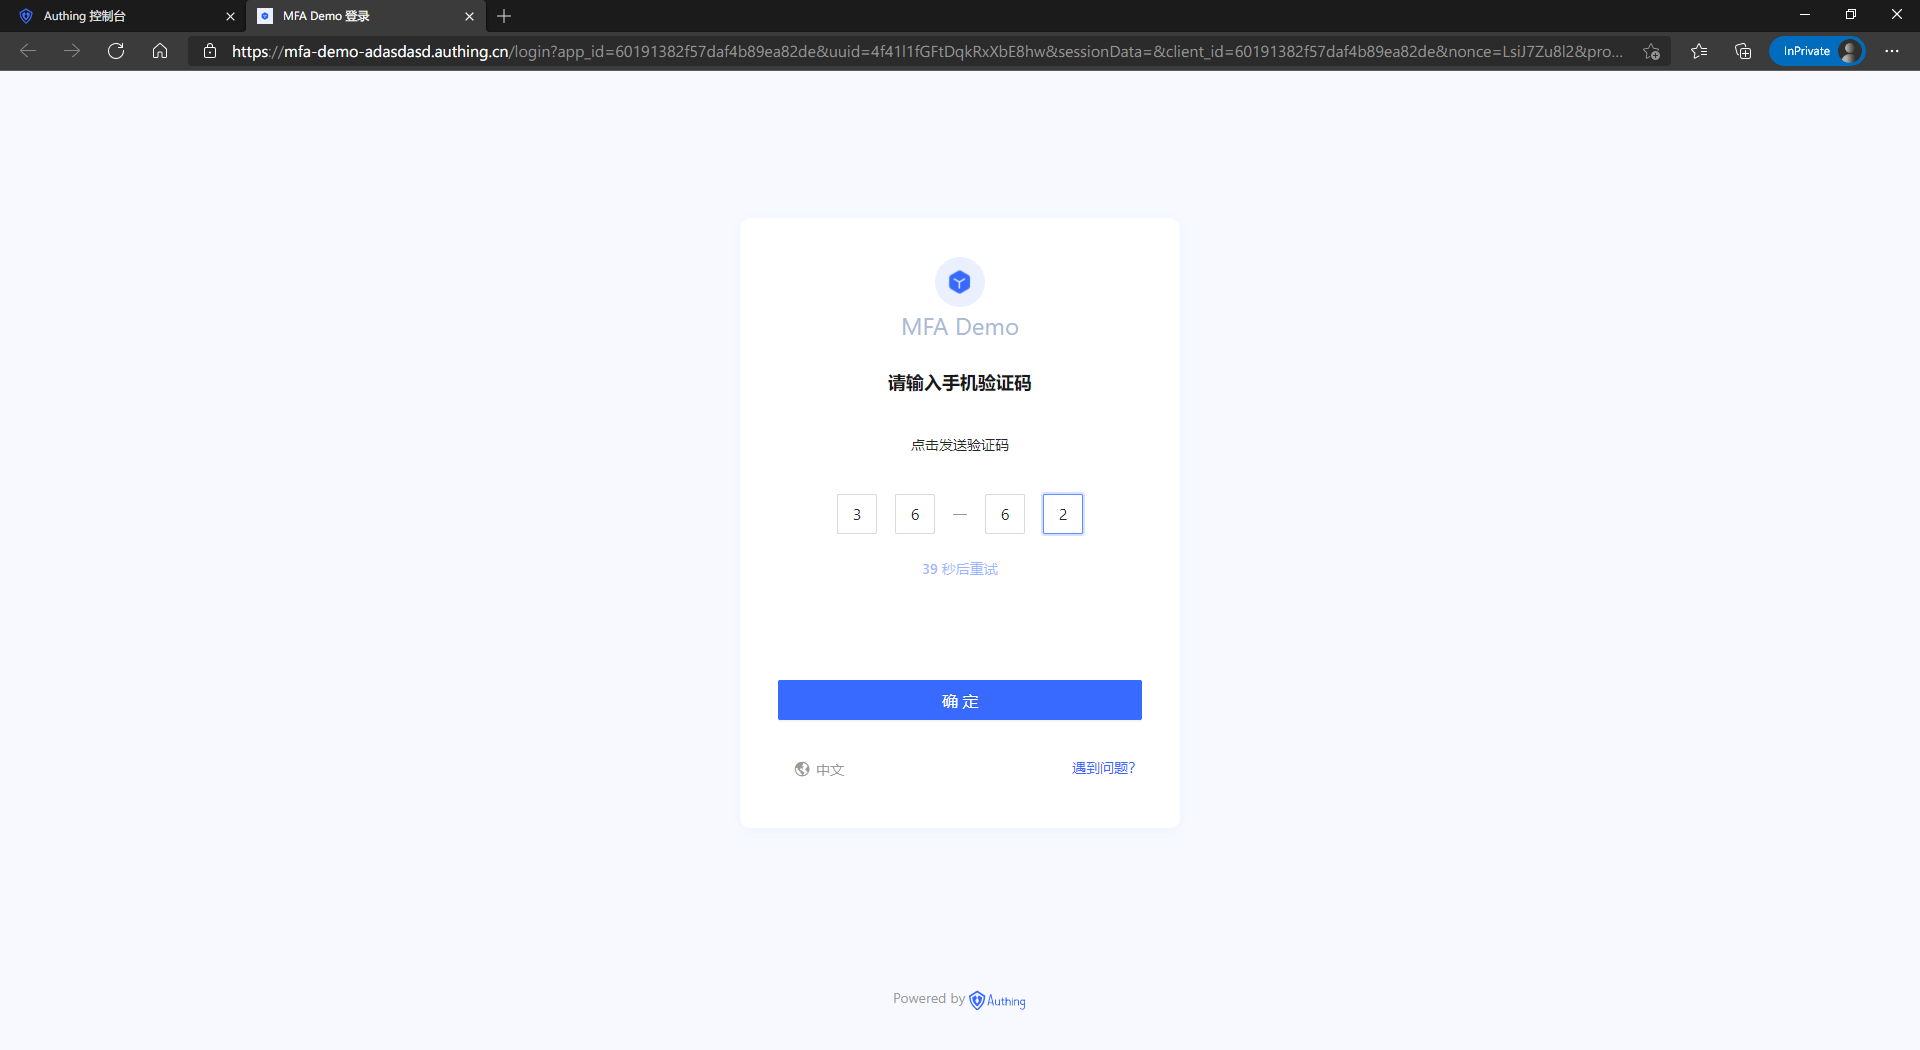 Authing 控制台
MFA Demo 登录
https://mfa-demo-adasdasd.authing.cn/login?app_id=60191382f57daf4b89ea82de&uuid=4f41l1fGFtDqkRxXbE8hw&sessionData=&client_id=60191382f57daf4b89ea82de&nonce=LsiJ7Zu8l2&pro...
InPrivate
MFA Demo
请输入手机验证码
点击发送验证码
3 6 — 6 2
39 秒后重试
确 定
中文
遇到问题?
Powered by Authing